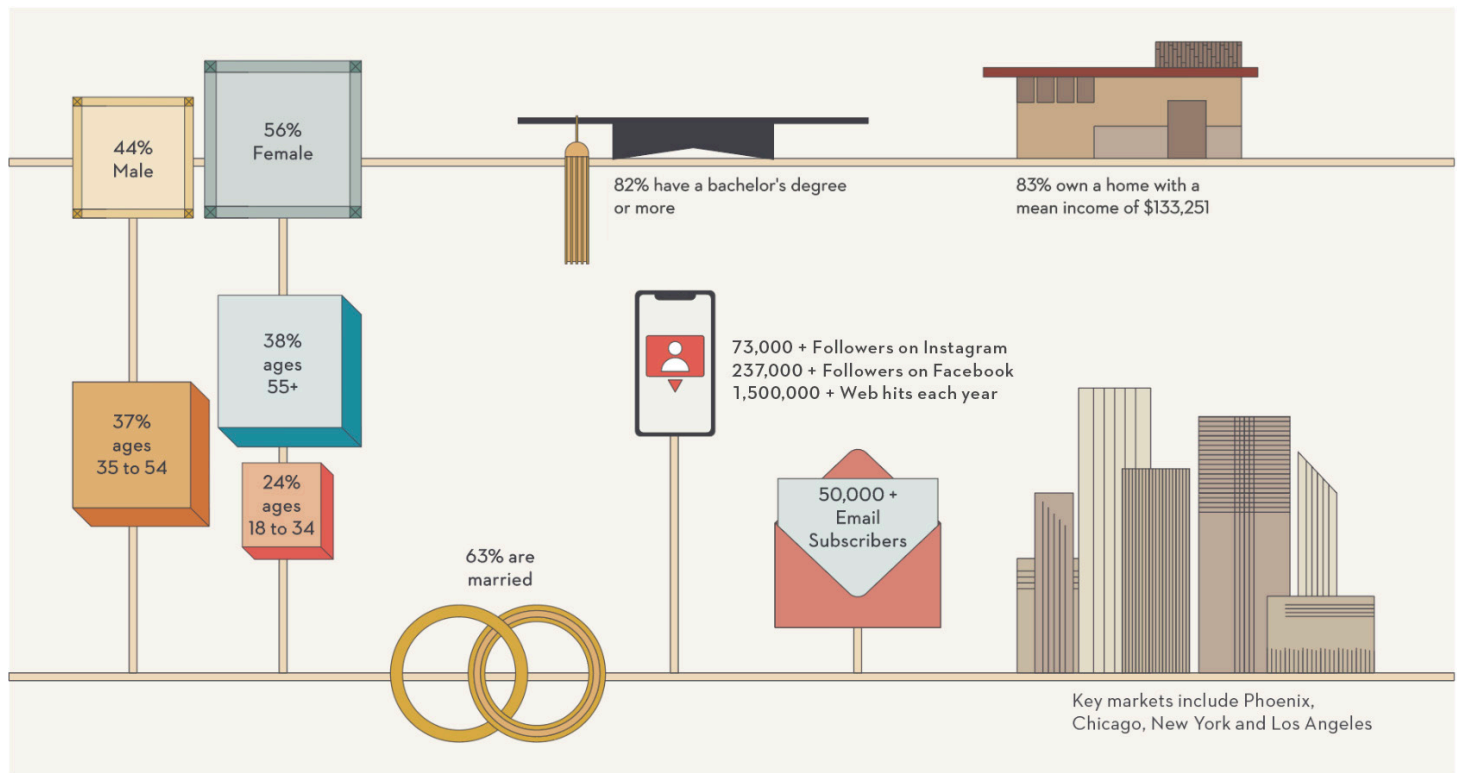 44%
Male
56%
Female
82% have a bachelor's degree
or more
83% own a home with a
mean income of $133,251
38%
ages
55+
37%
ages
35 to 54
24%
ages
18 to 34
73,000 + Followers on Instagram
237,000 + Followers on Facebook
1,500,000 + Web hits each year
50,000 +
Email
Subscribers
63% are
married
Key markets include Phoenix,
Chicago, New York and Los Angeles